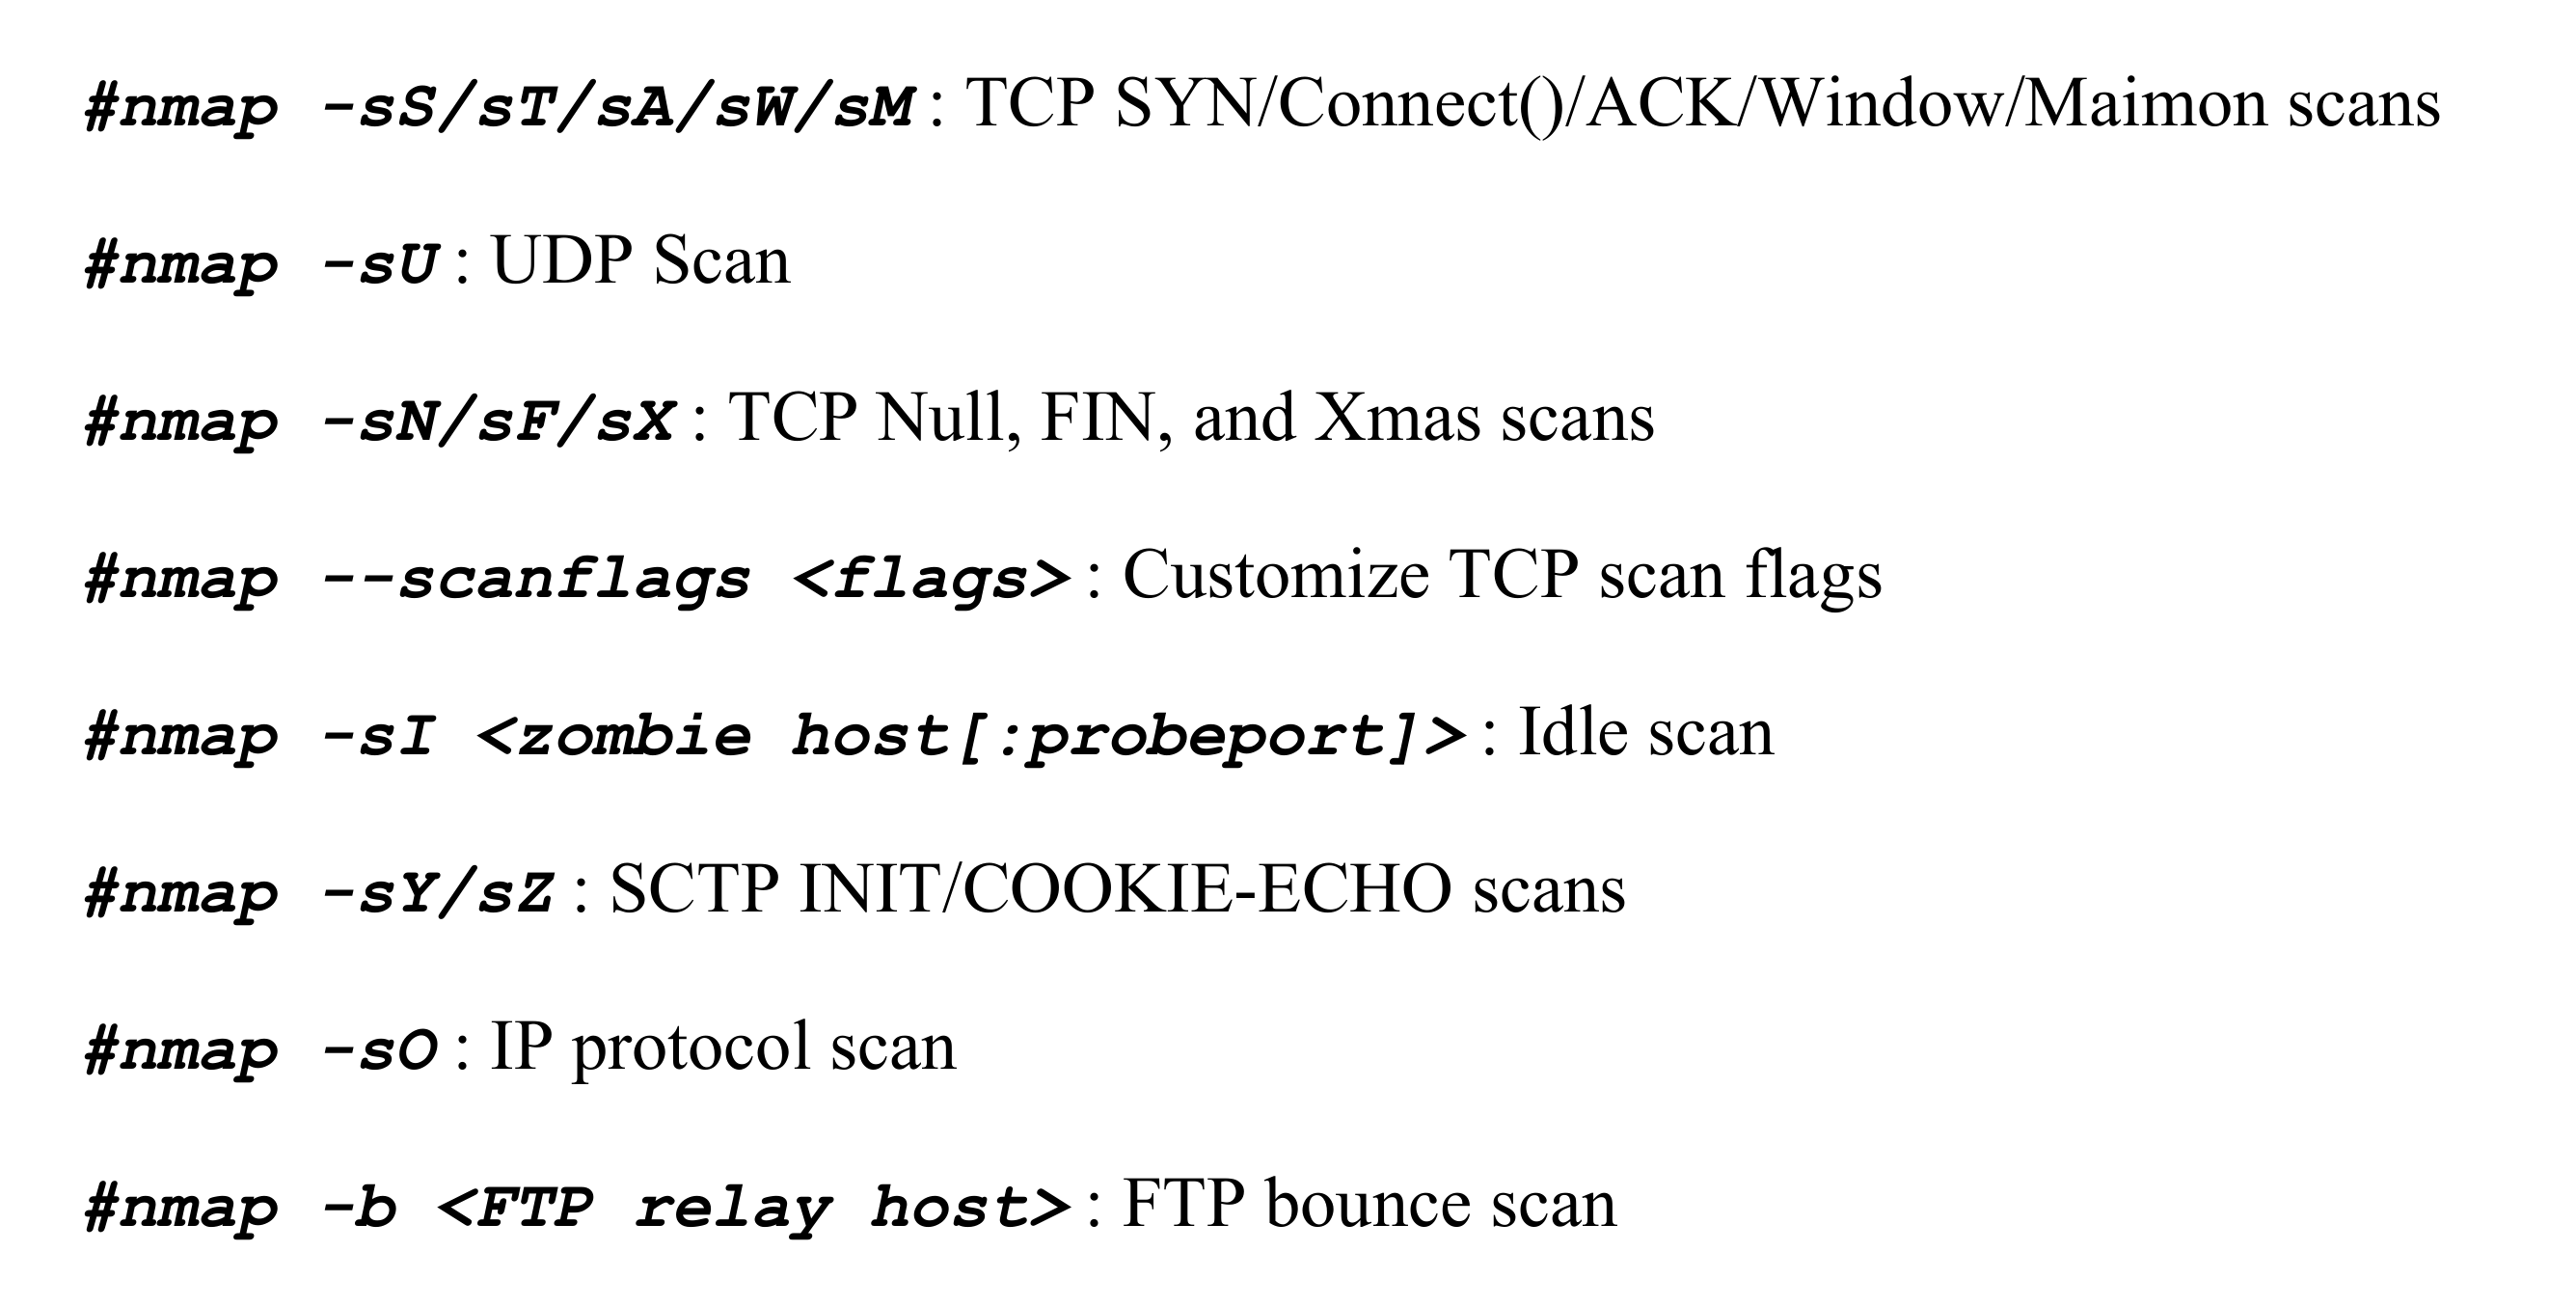 #nmap -sS/sT/sA/sW/sM : TCP SYN/Connect()/ACK/Window/Maimon scans
#nmap -sU : UDP Scan
#nmap -sN/sF/sX : TCP Null, FIN, and Xmas scans
#nmap --scanflags <flags> : Customize TCP scan flags
#nmap -sI <zombie host[:probeport]> : Idle scan
#nmap -sY/sZ : SCTP INIT/COOKIE-ECHO scans
#nmap -sO : IP protocol scan
#nmap -b <FTP relay host> : FTP bounce scan